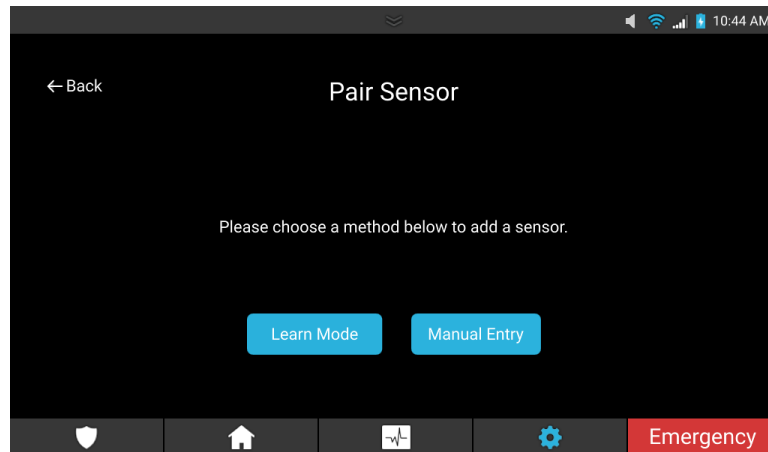 10:44 AM
← Back
Pair Sensor
Please choose a method below to add a sensor.
Learn Mode
Manual Entry
Emergency